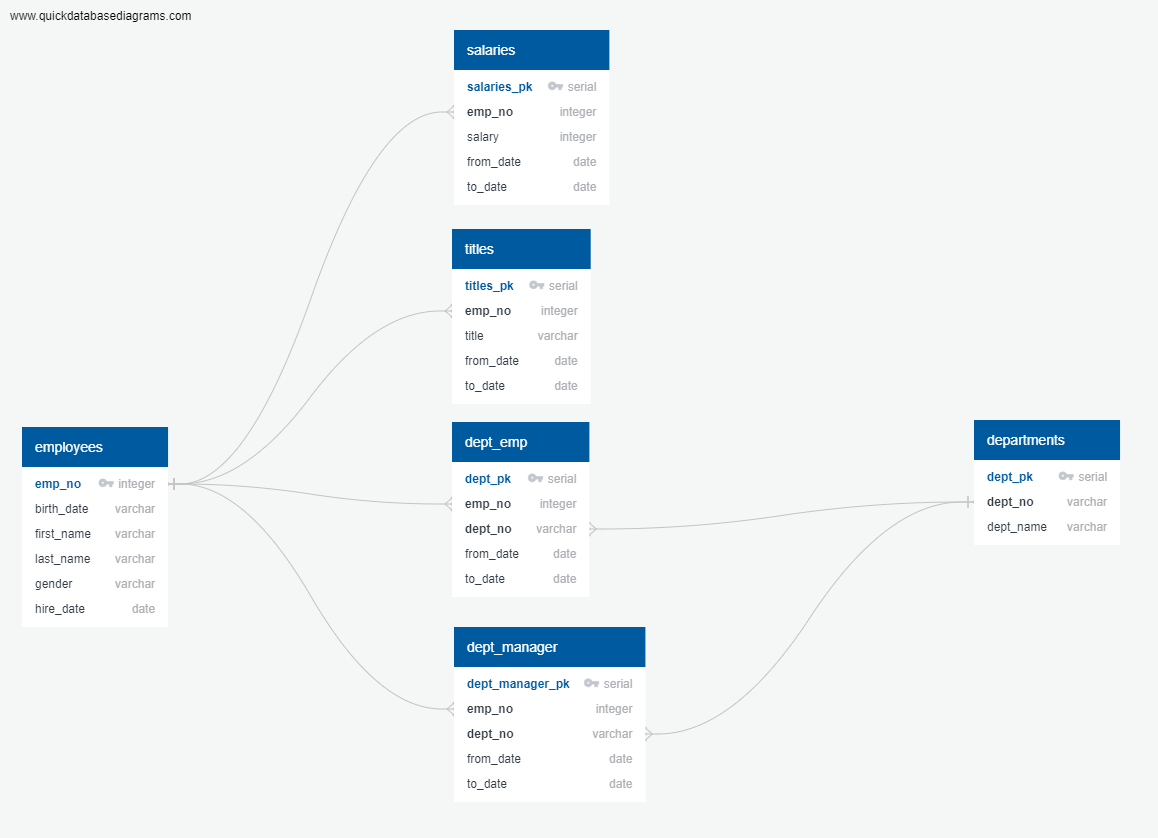 www.quickdatabasediagrams.com
salaries
salaries_pk serial
emp_no integer
salary integer
from_date date
to_date date
titles
titles_pk serial
emp_no integer
title varchar
from_date date
to_date date
employees
emp_no integer
birth_date varchar
first_name varchar
last_name varchar
gender varchar
hire_date date
dept_emp
dept_pk serial
emp_no integer
dept_no varchar
from_date date
to_date date
departments
dept_pk serial
dept_no varchar
dept_name varchar
dept_manager
dept_manager_pk serial
emp_no integer
dept_no varchar
from_date date
to_date date